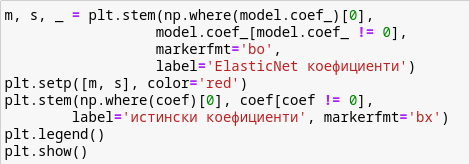 m, s, _ = plt.stem(np.where(model.coef_)[0],
                   model.coef_[model.coef_ != 0],
                   markerfmt='bo',
                   label='ElasticNet коефициенти')
plt.setp([m, s], color='red')
plt.stem(np.where(coef)[0], coef[coef != 0],
         label='истински коефициенти', markerfmt='bx')
plt.legend()
plt.show()